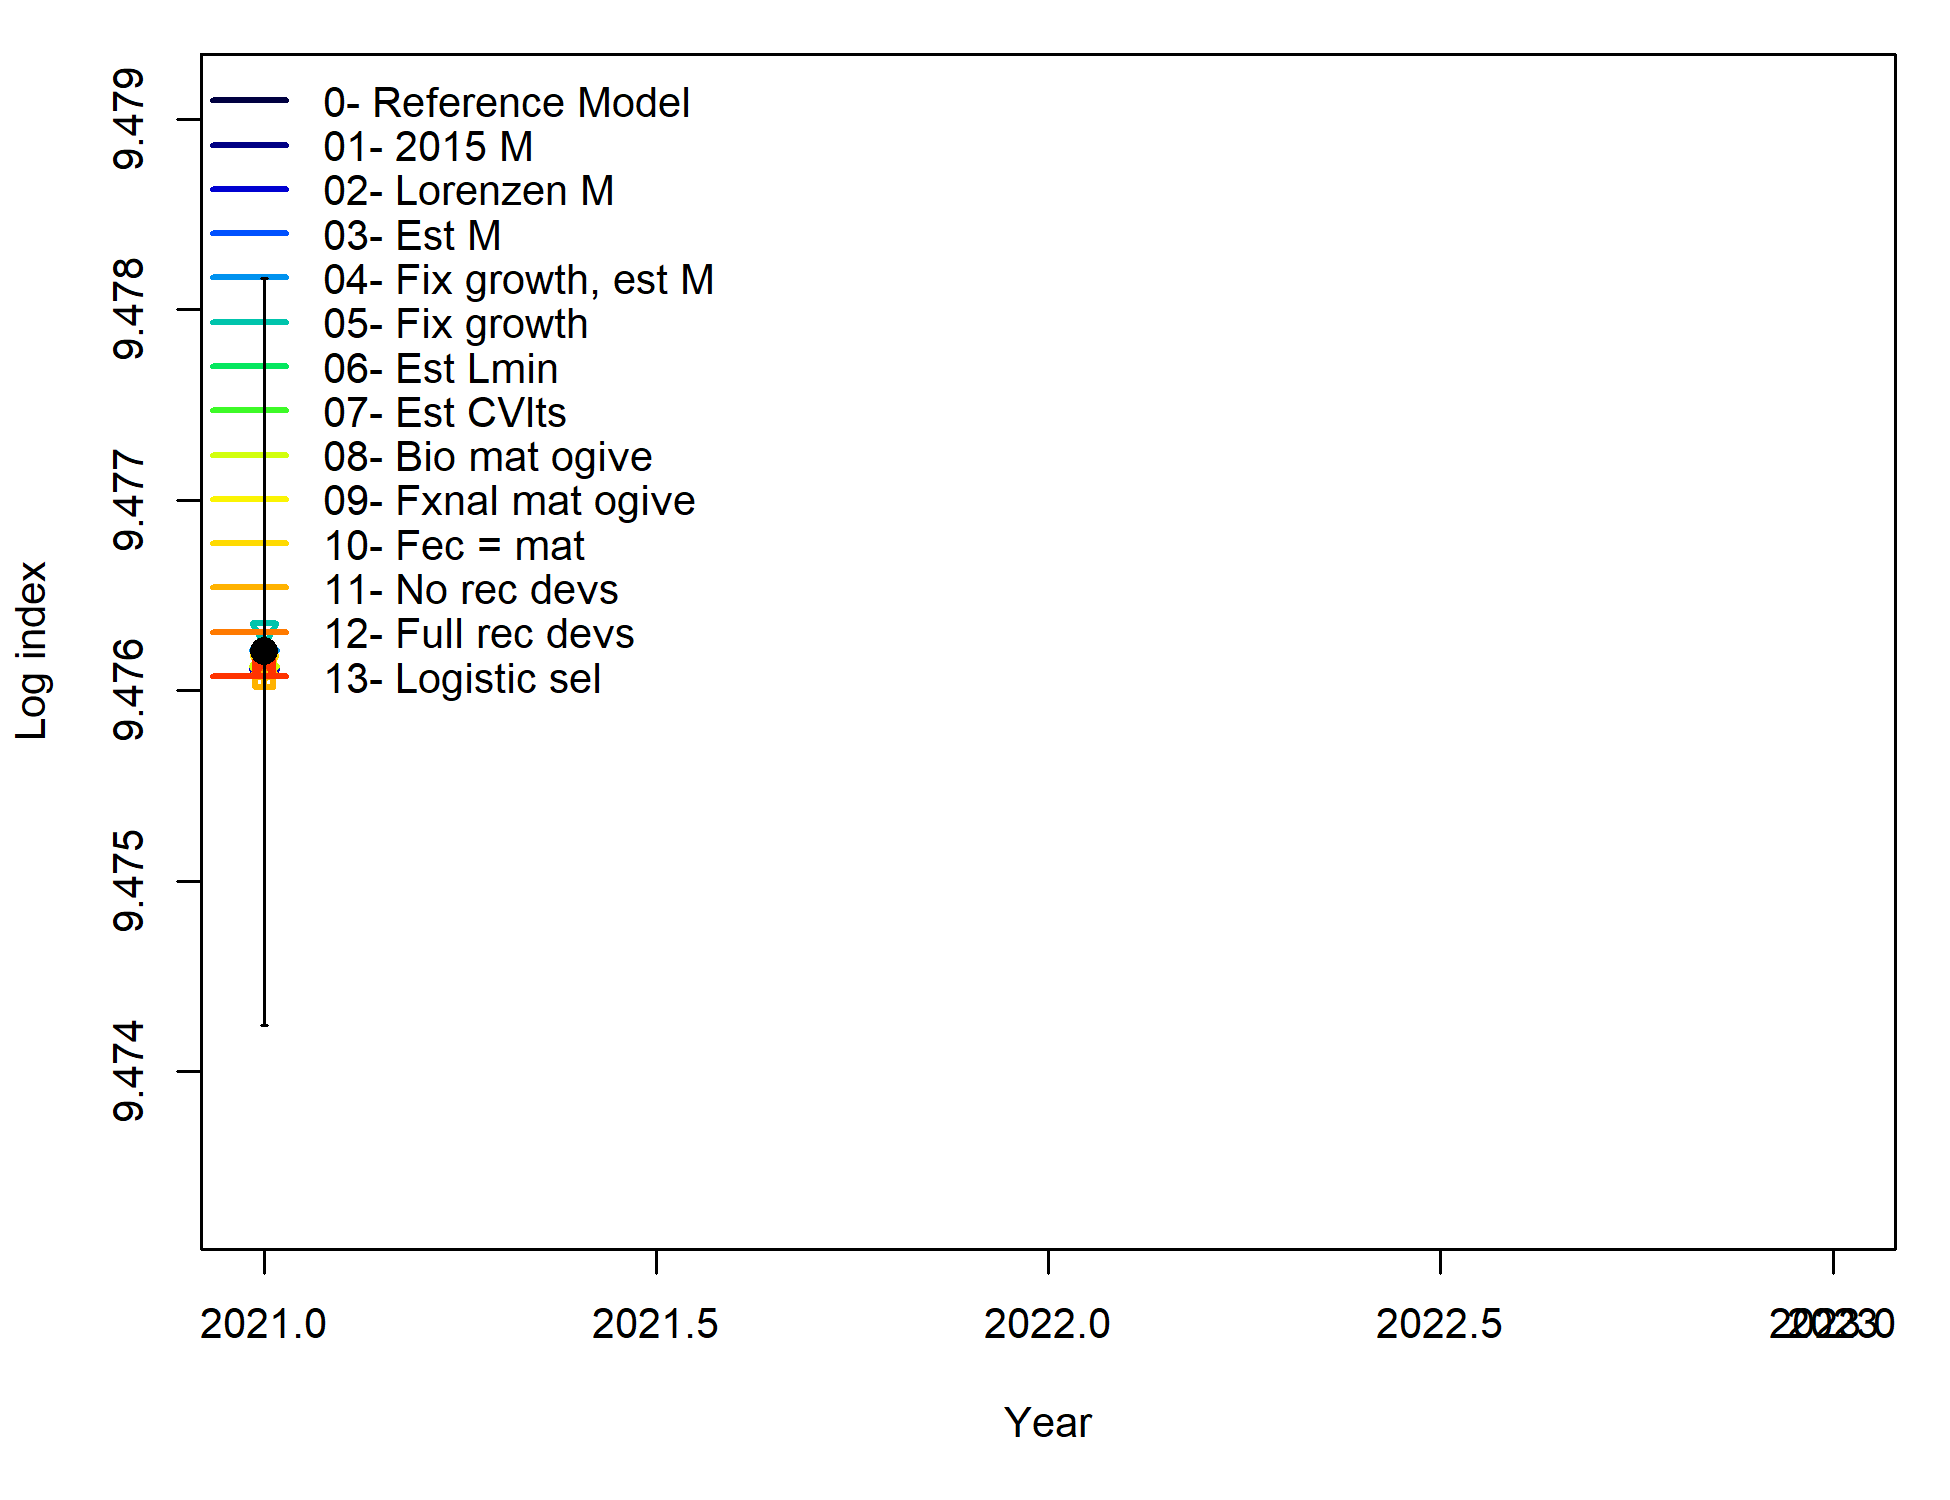 0- Reference Model
01- 2015 M
02- Lorenzen M
03- Est M
04- Fix growth, est M
05- Fix growth
06- Est Lmin
07- Est CVlts
08- Bio mat ogive
09- Fxnal mat ogive
10- Fec = mat
11- No rec devs
12- Full rec devs
13- Logistic sel
9.479
9.478
9.477
9.476
9.475
9.474
Log index
2021.0 2021.5 2022.0 2022.5
Year